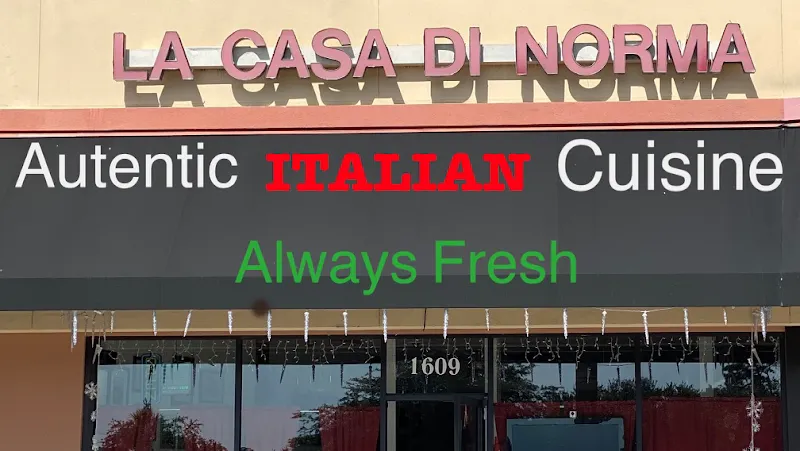 LA CASA DI NORMA
Autentic ITALIAN Cuisine
Always Fresh
1609